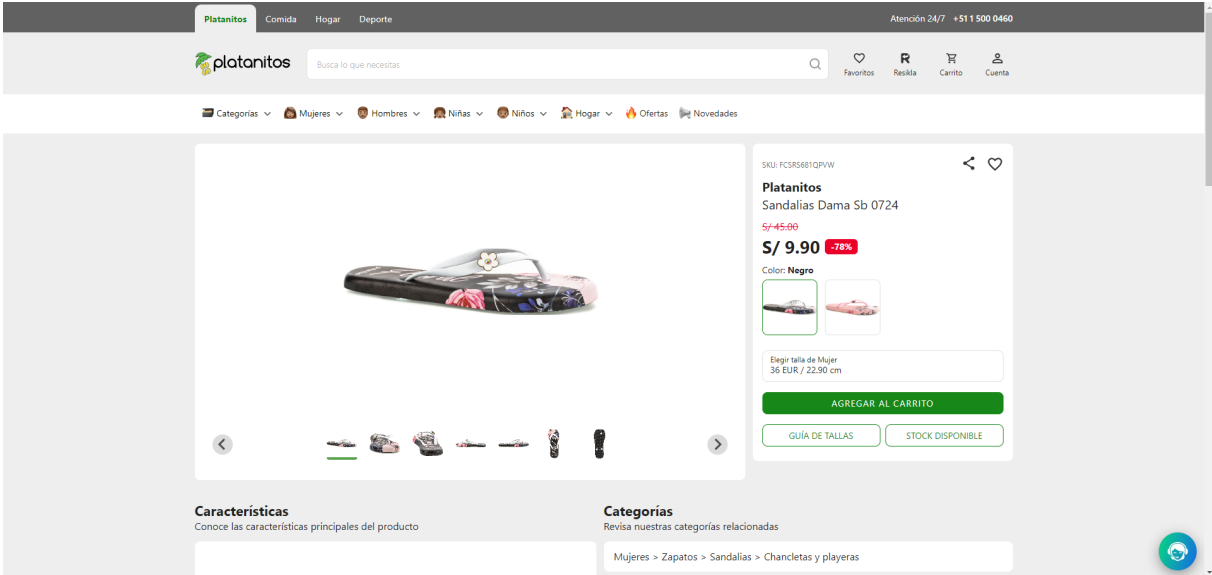 Platanitos Comida Hogar Deporte Atención 24/7 +51 1 500 0460
platanitos Busca lo que necesitas Favoritos Resikla Carrito Cuenta
Categorías Mujeres Hombres Niñas Niños Hogar Ofertas Novedades
SKU: FCSRS681QPVW
Platanitos
Sandalias Dama Sb 0724
S/ 45.00
S/ 9.90 -78%
Color: Negro
Elegir talla de Mujer
36 EUR / 22.90 cm
AGREGAR AL CARRITO
GUÍA DE TALLAS STOCK DISPONIBLE
Características
Conoce las características principales del producto
Categorías
Revisa nuestras categorías relacionadas
Mujeres > Zapatos > Sandalias > Chancletas y playeras